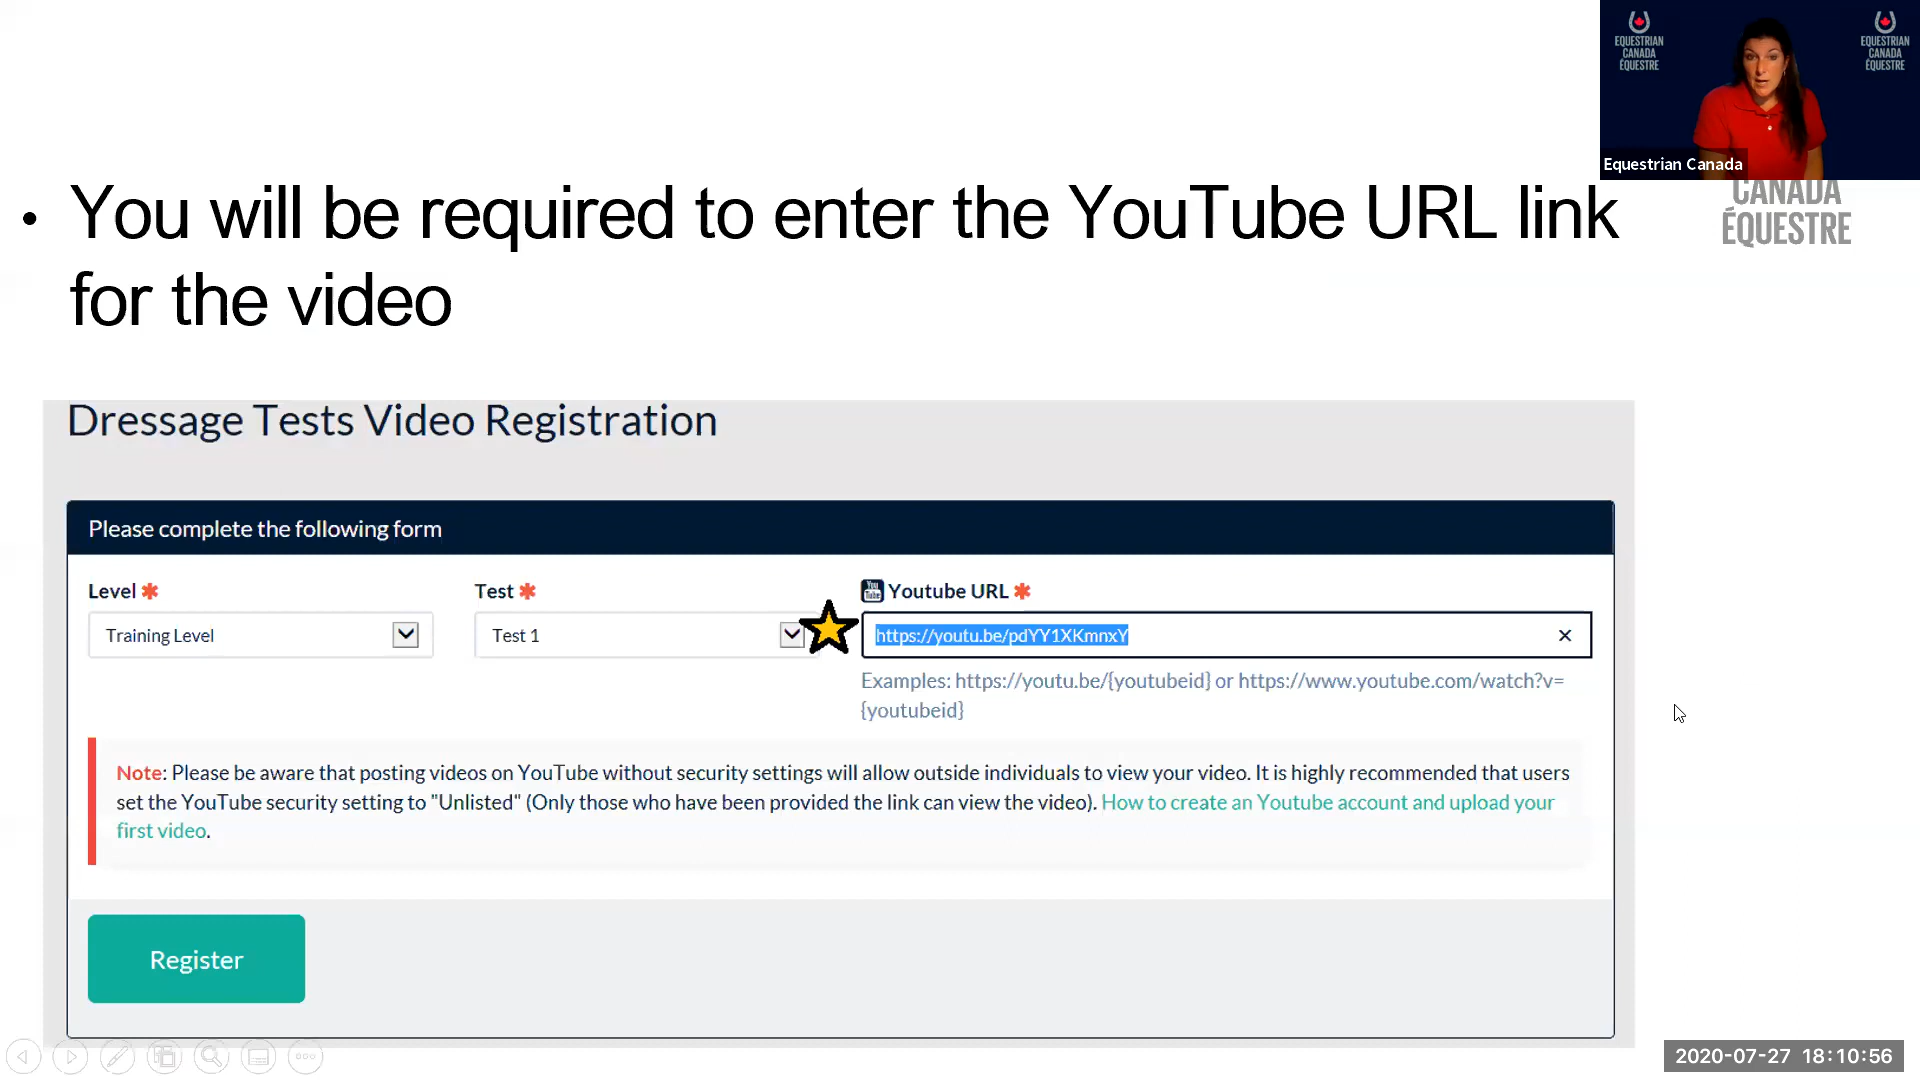 EQUESTRIAN
CANADA
ÉQUESTRE
EQUESTRIAN
CANADA
ÉQUESTRE
Equestrian Canada
CANADA
ÉQUESTRE
• You will be required to enter the YouTube URL link
for the video
Dressage Tests Video Registration
Please complete the following form
Level ✱
Test ✱
You Tube Youtube URL ✱
Training Level
Test 1
https://youtu.be/pdYY1XKmnxY
Examples: https://youtu.be/{youtubeid} or https://www.youtube.com/watch?v=
{youtubeid}
Note: Please be aware that posting videos on YouTube without security settings will allow outside individuals to view your video. It is highly recommended that users
set the YouTube security setting to "Unlisted" (Only those who have been provided the link can view the video). How to create an Youtube account and upload your
first video.
Register
2020-07-27 18:10:56